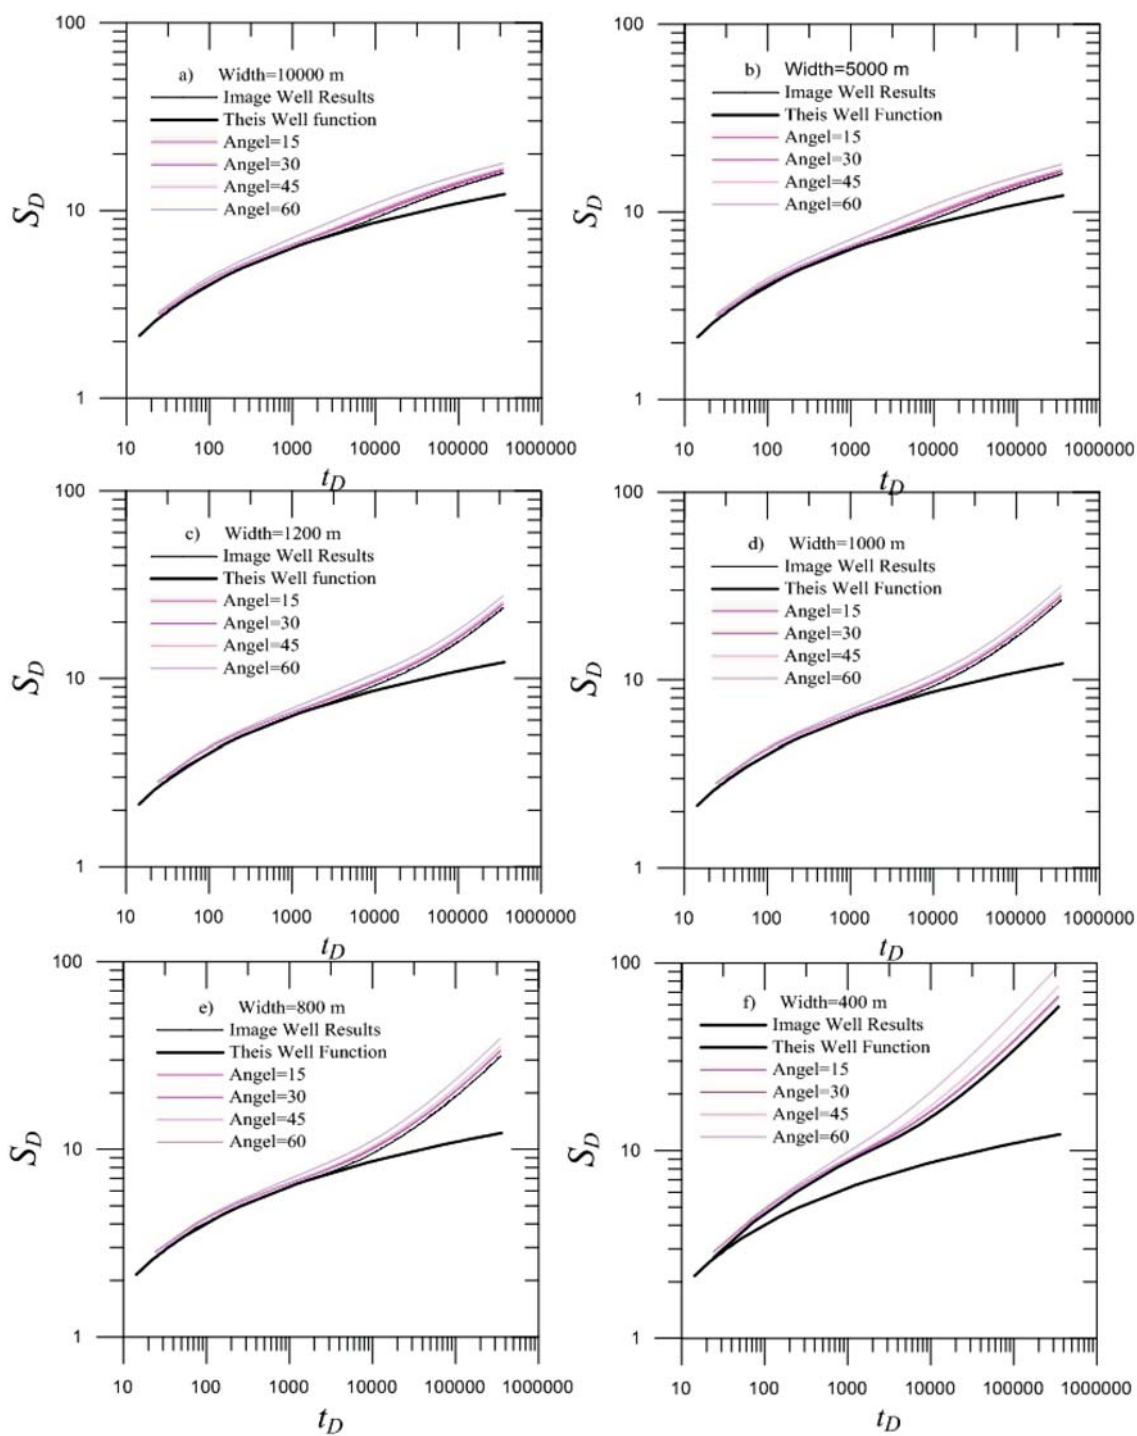 100
a) Width=10000 m
Image Well Results
Theis Well function
Angel=15
Angel=30
Angel=45
Angel=60
S_D
10
1
10 100 1000 10000 100000 1000000
t_D
100
b) Width=5000 m
Image Well Results
Theis Well Function
Angel=15
Angel=30
Angel=45
Angel=60
S_D
10
1
10 100 1000 10000 100000 1000000
t_D
100
c) Width=1200 m
Image Well Results
Theis Well function
Angel=15
Angel=30
Angel=45
Angel=60
S_D
10
1
10 100 1000 10000 100000 1000000
t_D
100
d) Width=1000 m
Image Well Results
Theis Well Function
Angel=15
Angel=30
Angel=45
Angel=60
S_D
10
1
10 100 1000 10000 100000 1000000
t_D
100
e) Width=800 m
Image Well Results
Theis Well Function
Angel=15
Angel=30
Angel=45
Angel=60
S_D
10
1
10 100 1000 10000 100000 1000000
t_D
100
f) Width=400 m
Image Well Results
Theis Well Function
Angel=15
Angel=30
Angel=45
Angel=60
S_D
10
1
10 100 1000 10000 100000 1000000
t_D